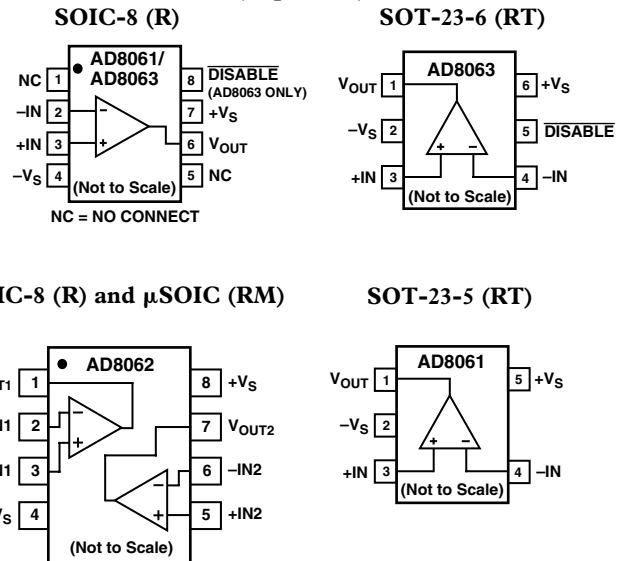 SOIC-8 (R)
AD8061/
AD8063
NC 1
–IN 2
+IN 3
–VS 4
8 DISABLE
(AD8063 ONLY)
7 +VS
6 VOUT
5 NC
(Not to Scale)
NC = NO CONNECT
SOT-23-6 (RT)
AD8063
VOUT 1
–VS 2
+IN 3
6 +VS
5 DISABLE
4 –IN
(Not to Scale)
IC-8 (R) and µSOIC (RM)
AD8062
T1 1
N1 2
N1 3
VS 4
8 +VS
7 VOUT2
6 –IN2
5 +IN2
(Not to Scale)
SOT-23-5 (RT)
AD8061
VOUT 1
–VS 2
+IN 3
5 +VS
4 –IN
(Not to Scale)